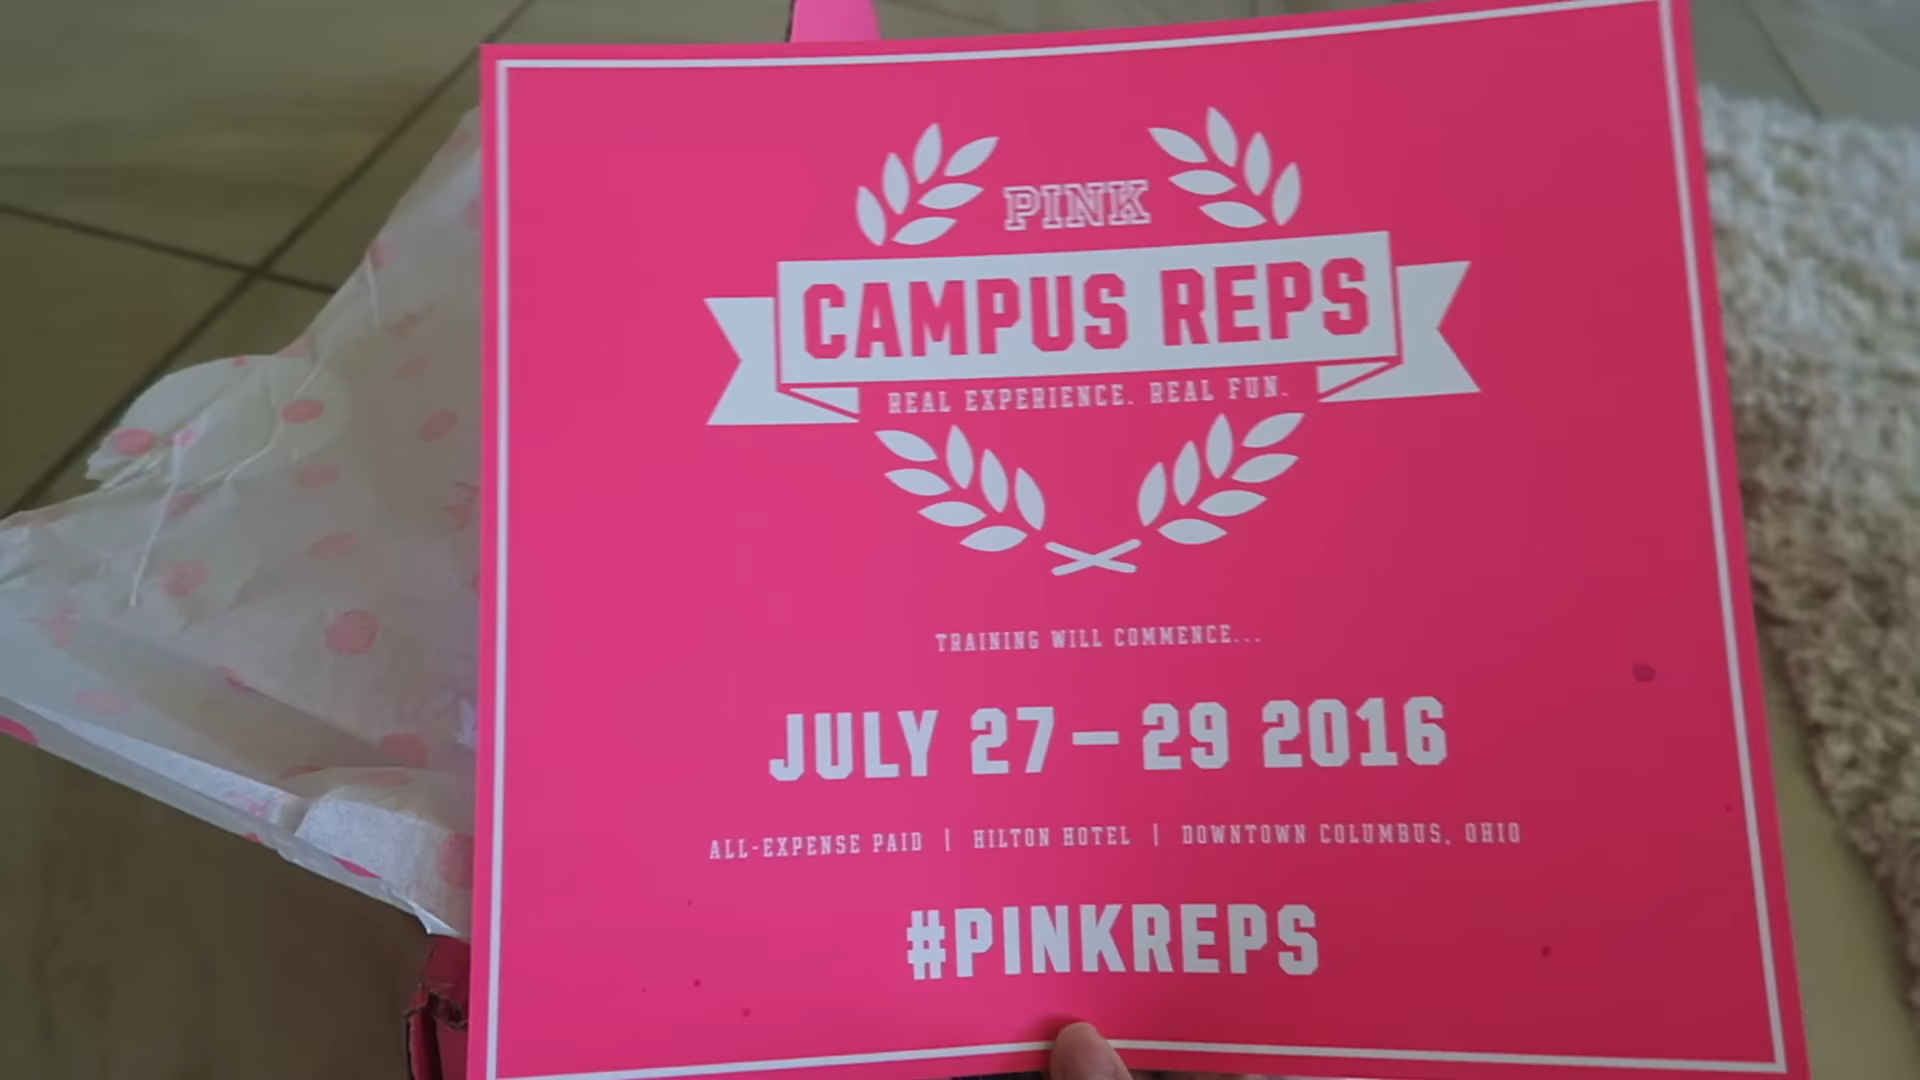 PINK
CAMPUS REPS
REAL EXPERIENCE. REAL FUN.
TRAINING WILL COMMENCE...
JULY 27 – 29 2016
ALL-EXPENSE PAID | HILTON HOTEL | DOWNTOWN COLUMBUS, OHIO
#PINKREPS